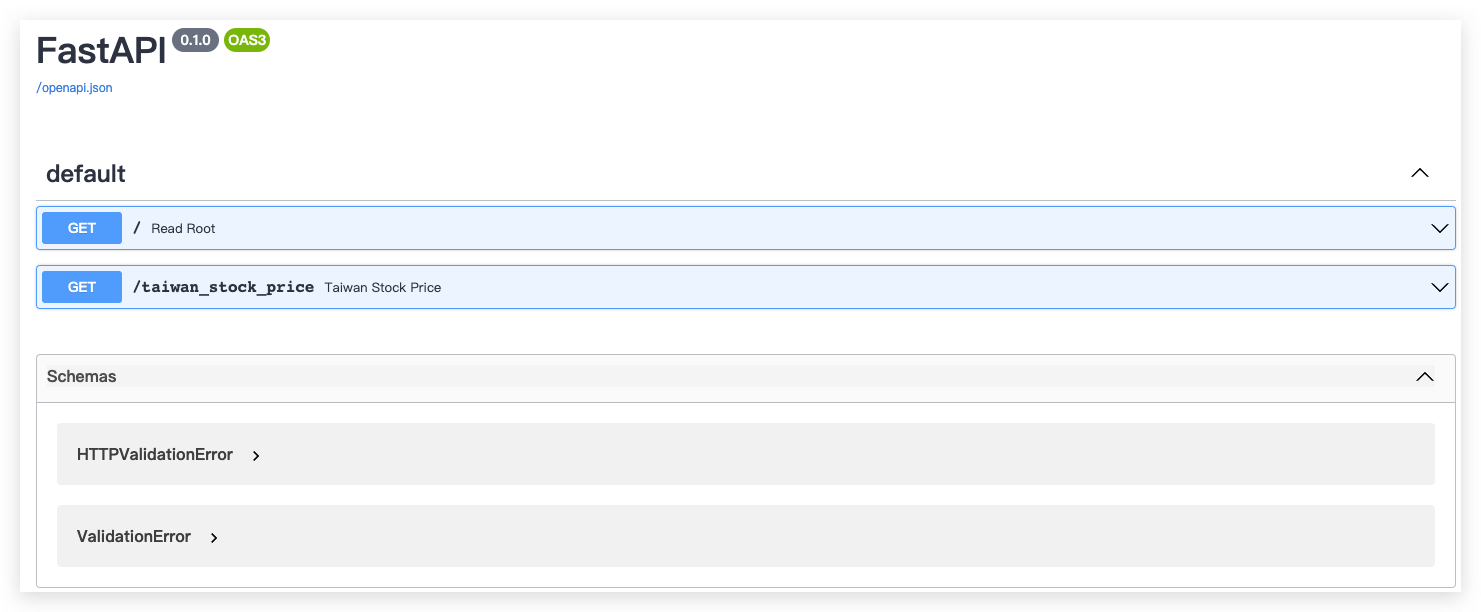 FastAPI 0.1.0 OAS3
/openapi.json
default
GET / Read Root
GET /taiwan_stock_price Taiwan Stock Price
Schemas
HTTPValidationError
ValidationError